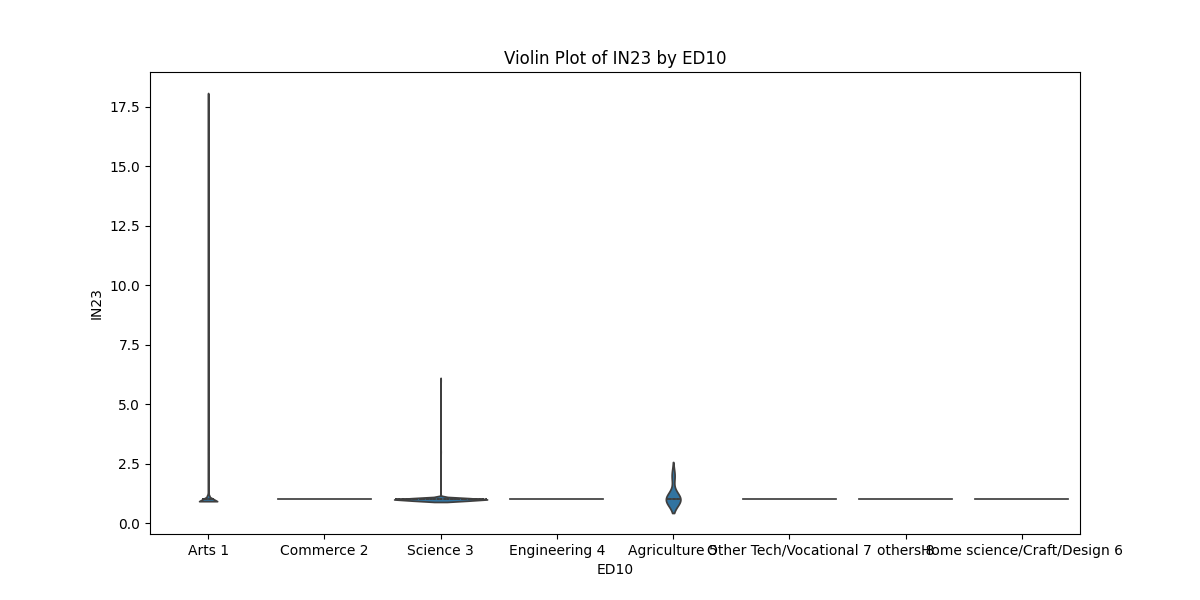 Violin Plot of IN23 by ED10
17.5
15.0
12.5
10.0
7.5
5.0
2.5
0.0
IN23
Arts 1 Commerce 2 Science 3 Engineering 4 Agriculture 5 Other Tech/Vocational 7 others 8 Home science/Craft/Design 6
ED10